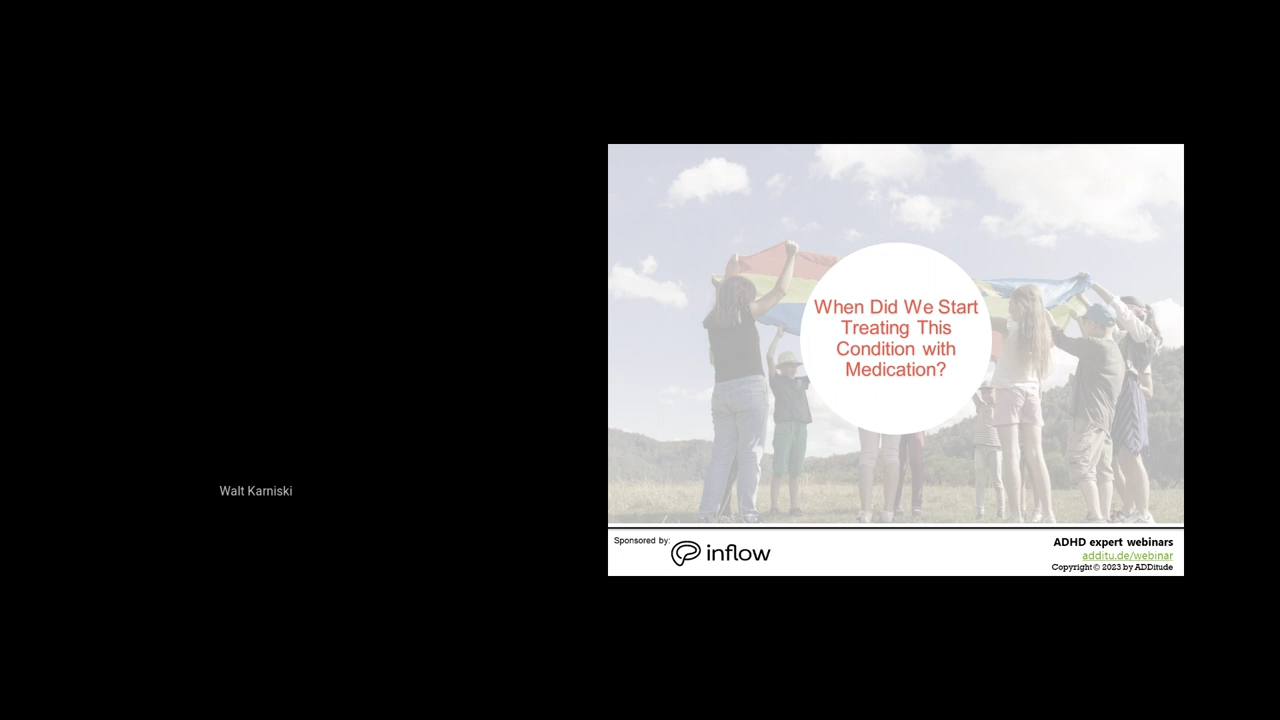 Walt Karniski
When Did We Start
Treating This
Condition with
Medication?
Sponsored by:
inflow
ADHD expert webinars
additu.de/webinar
Copyright © 2023 by ADDitude